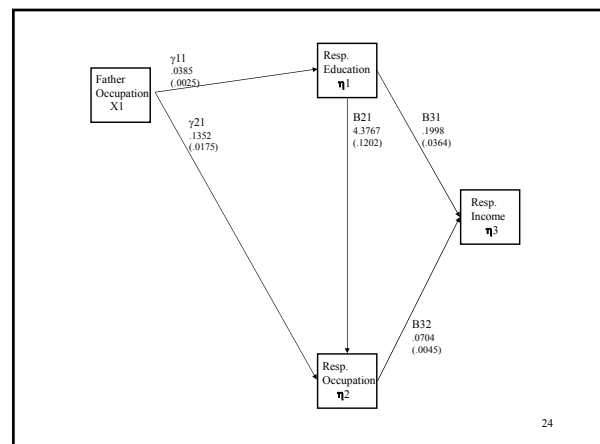 Father
Occupation
X1
γ11
.0385
(.0025)
γ21
.1352
(.0175)
Resp.
Education
η1
B21
4.3767
(.1202)
B31
.1998
(.0364)
Resp.
Income
η3
B32
.0704
(.0045)
Resp.
Occupation
η2
24